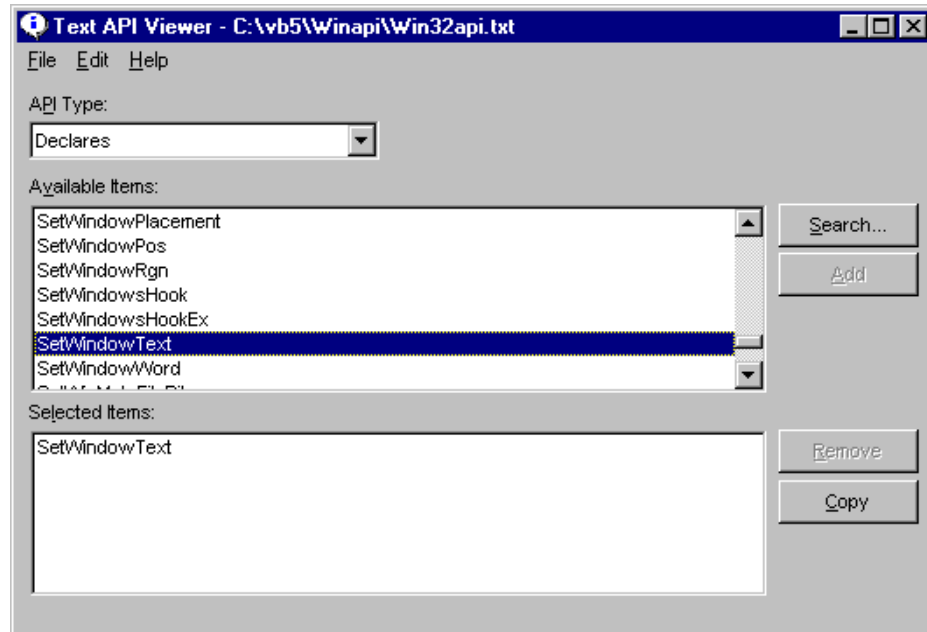 Text API Viewer - C:\vb5\Winapi\Win32api.txt
File Edit Help
API Type:
Declares
Available Items:
SetWindowPlacement
SetWindowPos
Search...
SetWindowRgn
Add
SetWindowsHook
SetWindowsHookEx
SetWindowText
SetWindowWord
Selected Items:
SetWindowText
Remove
Copy